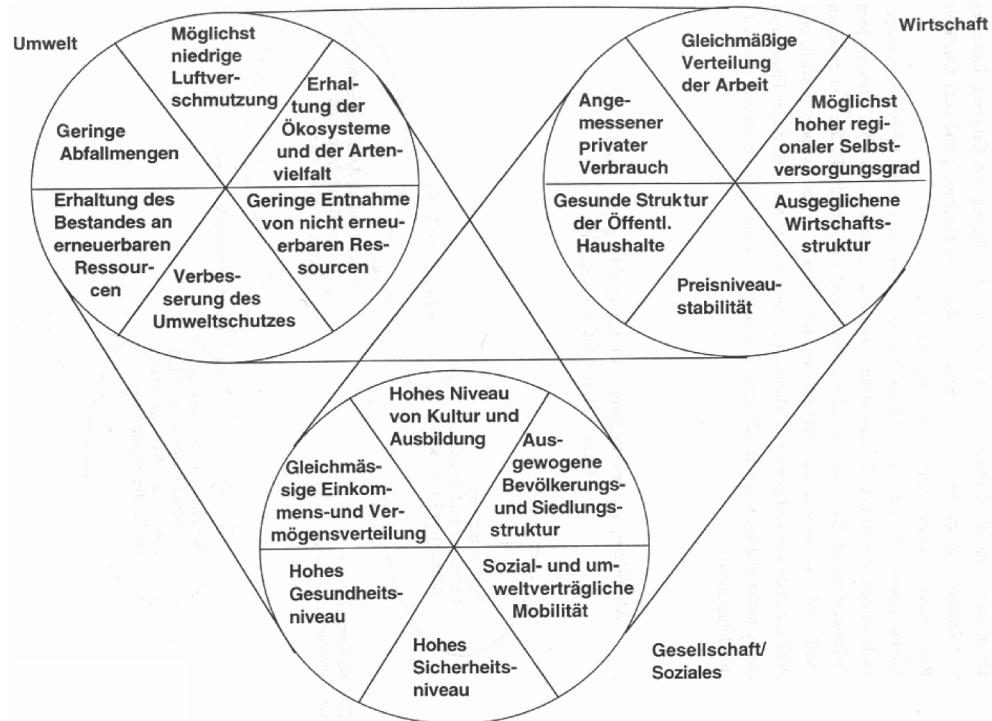 Umwelt
Möglichst
niedrige
Luftver-
schmutzung
Erhal-
tung der
Ökosysteme
und der Arten-
vielfalt
Geringe
Abfallmengen
Erhaltung des
Bestandes an
erneuerbaren
Ressour-
cen
Geringe Entnahme
von nicht erneu-
erbaren Res-
sourcen
Verbes-
serung des
Umweltschutzes
Wirtschaft
Gleichmäßige
Verteilung
der Arbeit
Ange-
messener
privater
Verbrauch
Möglichst
hoher regi-
onaler Selbst-
versorgungsgrad
Gesunde Struktur
der Öffentl.
Haushalte
Ausgeglichene
Wirtschafts-
struktur
Preisniveau-
stabilität
Hohes Niveau
von Kultur und
Ausbildung
Aus-
gewogene
Bevölkerungs-
und Siedlungs-
struktur
Gleichmäs-
sige Einkom-
mens-und Ver-
mögensverteilung
Hohes
Gesundheits-
niveau
Sozial- und um-
weltverträgliche
Mobilität
Hohes
Sicherheits-
niveau
Gesellschaft/
Soziales